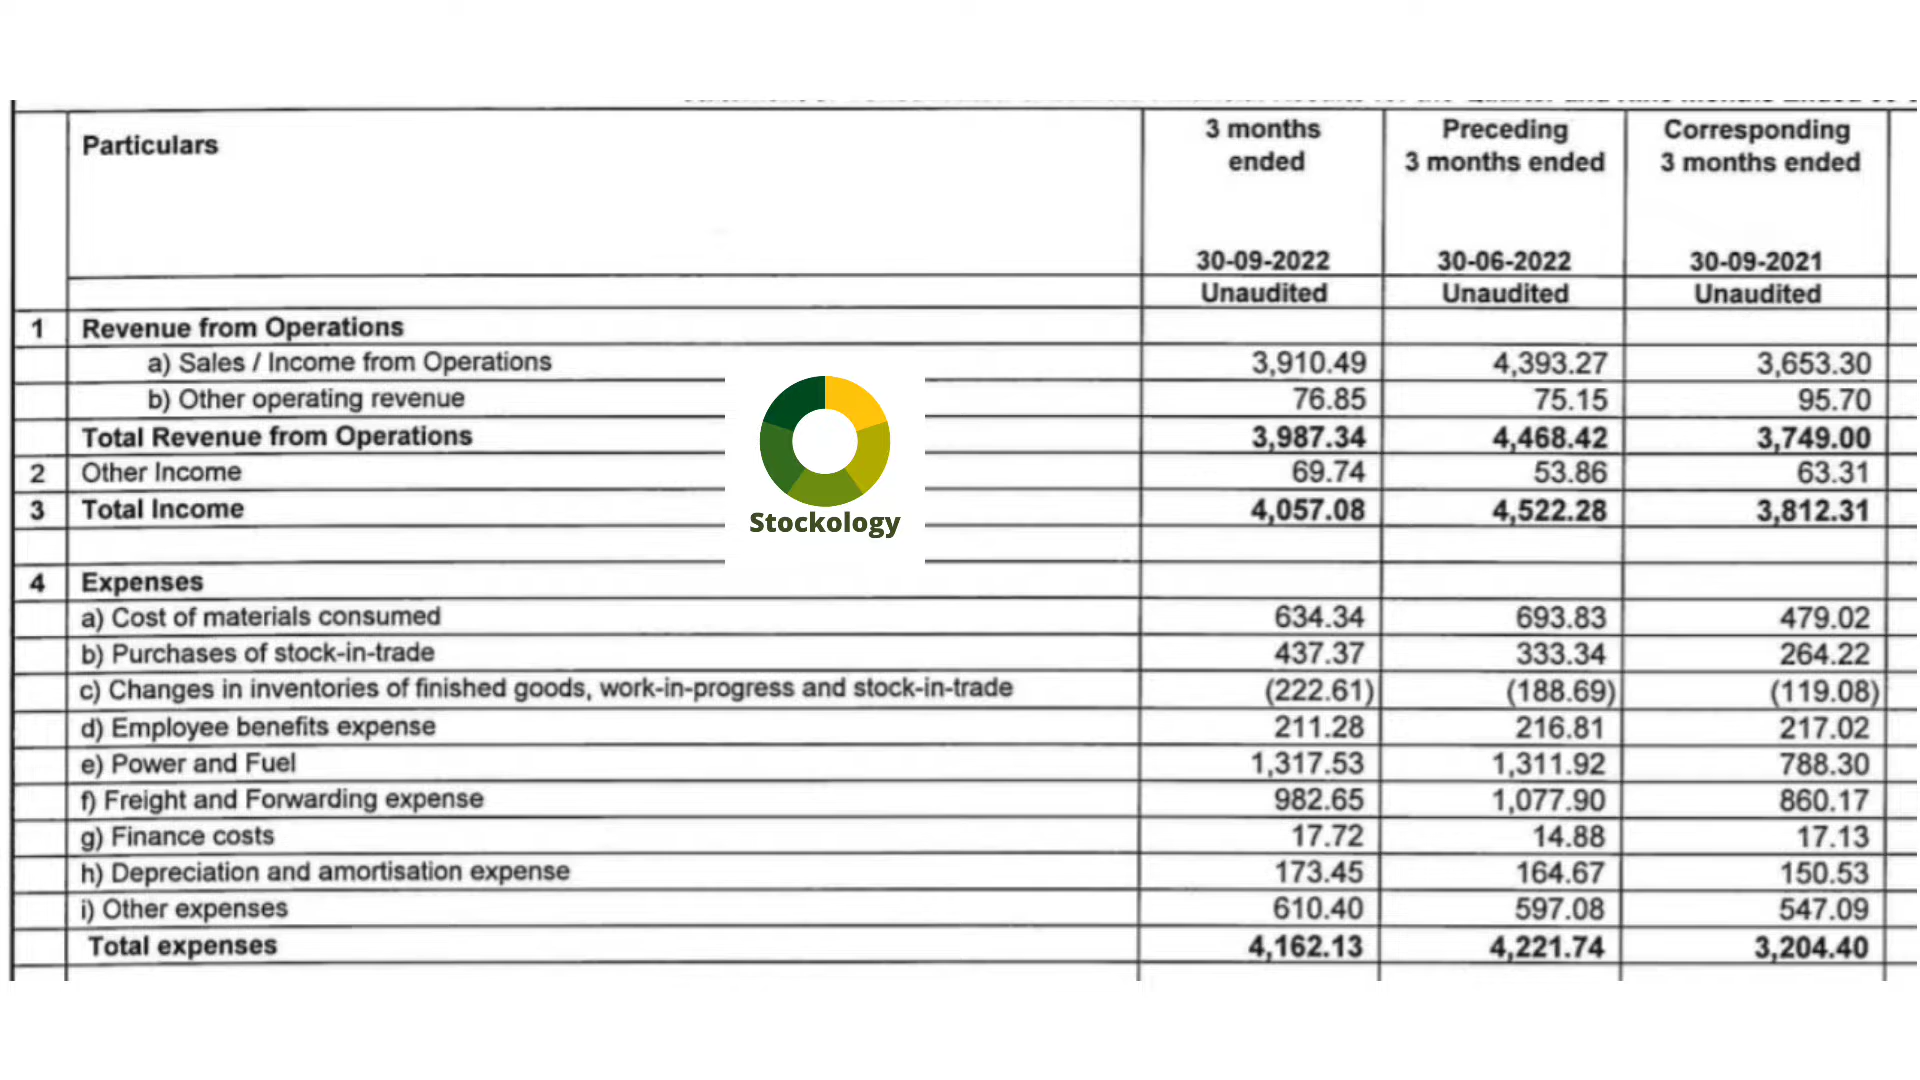 Particulars 3 months ended Preceding 3 months ended Corresponding 3 months ended
30-09-2022 30-06-2022 30-09-2021
Unaudited Unaudited Unaudited
1 Revenue from Operations
a) Sales / Income from Operations 3,910.49 4,393.27 3,653.30
b) Other operating revenue 76.85 75.15 95.70
Total Revenue from Operations 3,987.34 4,468.42 3,749.00
2 Other Income 69.74 53.86 63.31
3 Total Income 4,057.08 4,522.28 3,812.31
Stockology
4 Expenses
a) Cost of materials consumed 634.34 693.83 479.02
b) Purchases of stock-in-trade 437.37 333.34 264.22
c) Changes in inventories of finished goods, work-in-progress and stock-in-trade (222.61) (188.69) (119.08)
d) Employee benefits expense 211.28 216.81 217.02
e) Power and Fuel 1,317.53 1,311.92 788.30
f) Freight and Forwarding expense 982.65 1,077.90 860.17
g) Finance costs 17.72 14.88 17.13
h) Depreciation and amortisation expense 173.45 164.67 150.53
i) Other expenses 610.40 597.08 547.09
Total expenses 4,162.13 4,221.74 3,204.40